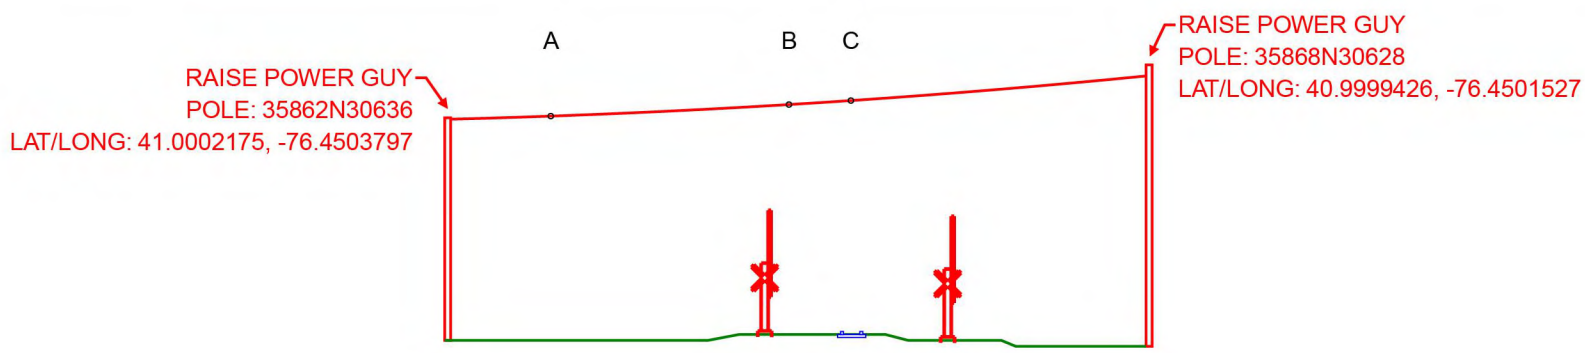 A
B
C
RAISE POWER GUY
POLE: 35862N30636
LAT/LONG: 41.0002175, -76.4503797
RAISE POWER GUY
POLE: 35868N30628
LAT/LONG: 40.9999426, -76.4501527